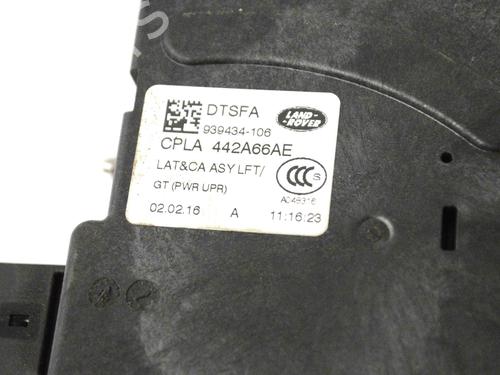 DTSFA
LAND-
ROVER
939434-106
CPLA 442A66AE
LAT&CA ASY LFT/
GT (PWR UPR)
CCC S
A048316
02.02.16 A 11:16:23